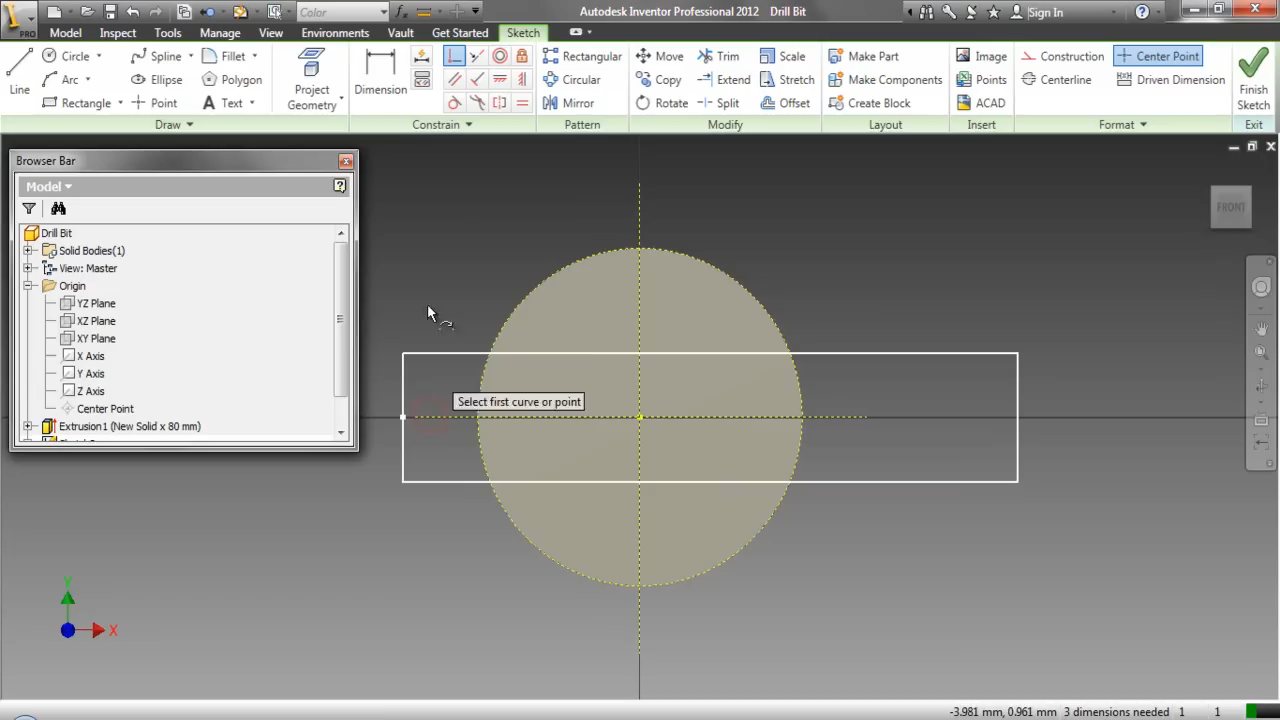 PRO
Color
Autodesk Inventor Professional 2012 Drill Bit
Sign In
Model Inspect Tools Manage View Environments Vault Get Started Sketch
Line
Circle
Arc
Rectangle
Spline
Ellipse
Point
Fillet
Polygon
Text
Project Geometry
Dimension
Rectangular
Circular
Mirror
Move
Copy
Rotate
Trim
Extend
Split
Scale
Stretch
Offset
Make Part
Make Components
Create Block
Image
Points
ACAD
Construction
Centerline
Center Point
Driven Dimension
Finish Sketch
Draw Constrain Pattern Modify Layout Insert Format Exit
Browser Bar
Model
Drill Bit
Solid Bodies(1)
View: Master
Origin
YZ Plane
XZ Plane
XY Plane
X Axis
Y Axis
Z Axis
Center Point
Extrusion1 (New Solid x 80 mm)
FRONT
Select first curve or point
Y
X
-3.981 mm, 0.961 mm 3 dimensions needed 1 1